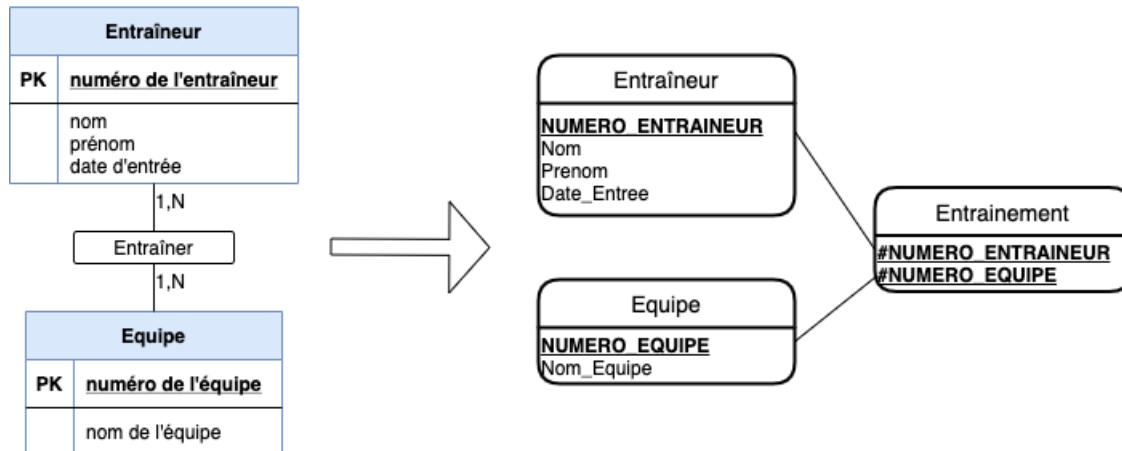 Entraîneur
PK numéro de l'entraîneur
nom
prénom
date d'entrée
1,N
Entraîner
1,N
Equipe
PK numéro de l'équipe
nom de l'équipe
Entraîneur
NUMERO_ENTRAINEUR
Nom
Prenom
Date_Entree
Equipe
NUMERO_EQUIPE
Nom_Equipe
Entrainement
#NUMERO_ENTRAINEUR
#NUMERO_EQUIPE